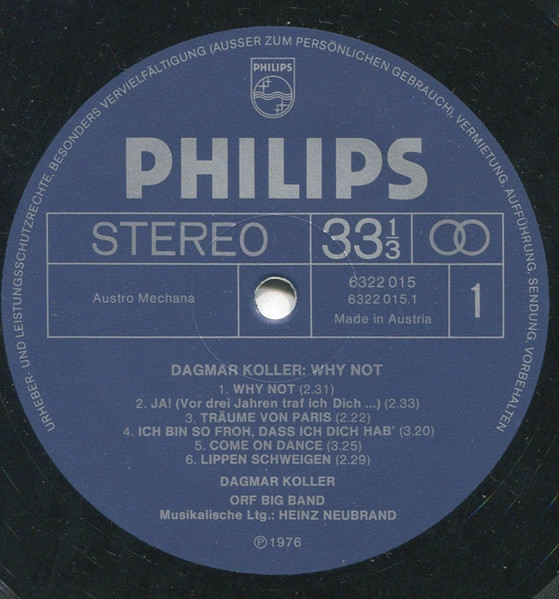 URHEBER- UND LEISTUNGSSCHUTZRECHTE, BESONDERS VERVIELFÄLTIGUNG (AUSSER ZUM PERSÖNLICHEN GEBRAUCH), VERMIETUNG, AUFFÜHRUNG, SENDUNG VORBEHALTEN
PHILIPS
PHILIPS
STEREO 33 1/3
Austro Mechana
6322 015
6322 015.1
Made in Austria
1
DAGMAR KOLLER: WHY NOT
1. WHY NOT (2.31)
2. JA! (Vor drei Jahren traf ich Dich ...) (2.33)
3. TRÄUME VON PARIS (2.22)
4. ICH BIN SO FROH, DASS ICH DICH HAB' (3.20)
5. COME ON DANCE (3.25)
6. LIPPEN SCHWEIGEN (2.29)
DAGMAR KOLLER
ORF BIG BAND
Musikalische Ltg.: HEINZ NEUBRAND
℗ 1976